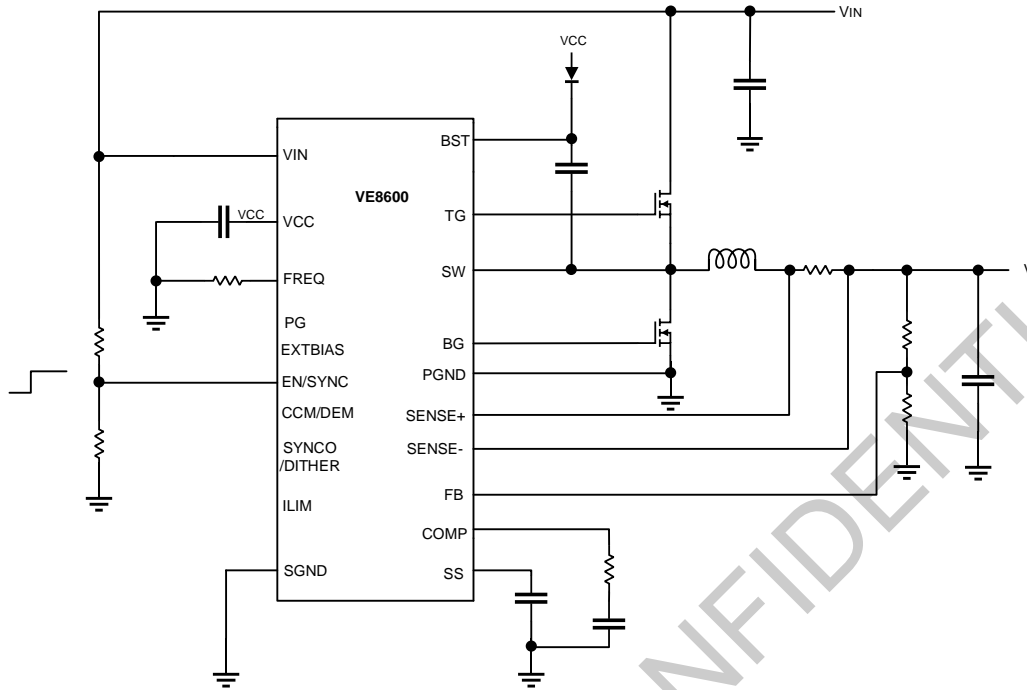 VIN
VCC
BST
VIN
VE8600
TG
VCC
VCC
SW
FREQ
PG
EXTBIAS
BG
EN/SYNC
PGND
CCM/DEM
SENSE+
SYNCO
/DITHER
SENSE-
FB
ILIM
COMP
SGND
SS